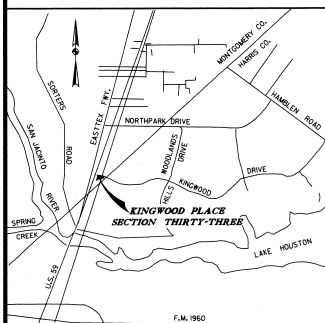 MONTGOMERY CO.
HARRIS CO.
HAMBLEN ROAD
SORTERS
ROAD
EASTTEX FWY.
NORTHPARK DRIVE
WOODLANDS
DRIVE
HILLS
KINGWOOD
DRIVE
SAN JACINTO
RIVER
KINGWOOD PLACE
SECTION THIRTY-THREE
SPRING
CREEK
LAKE HOUSTON
U.S. 59
F.M. 1960